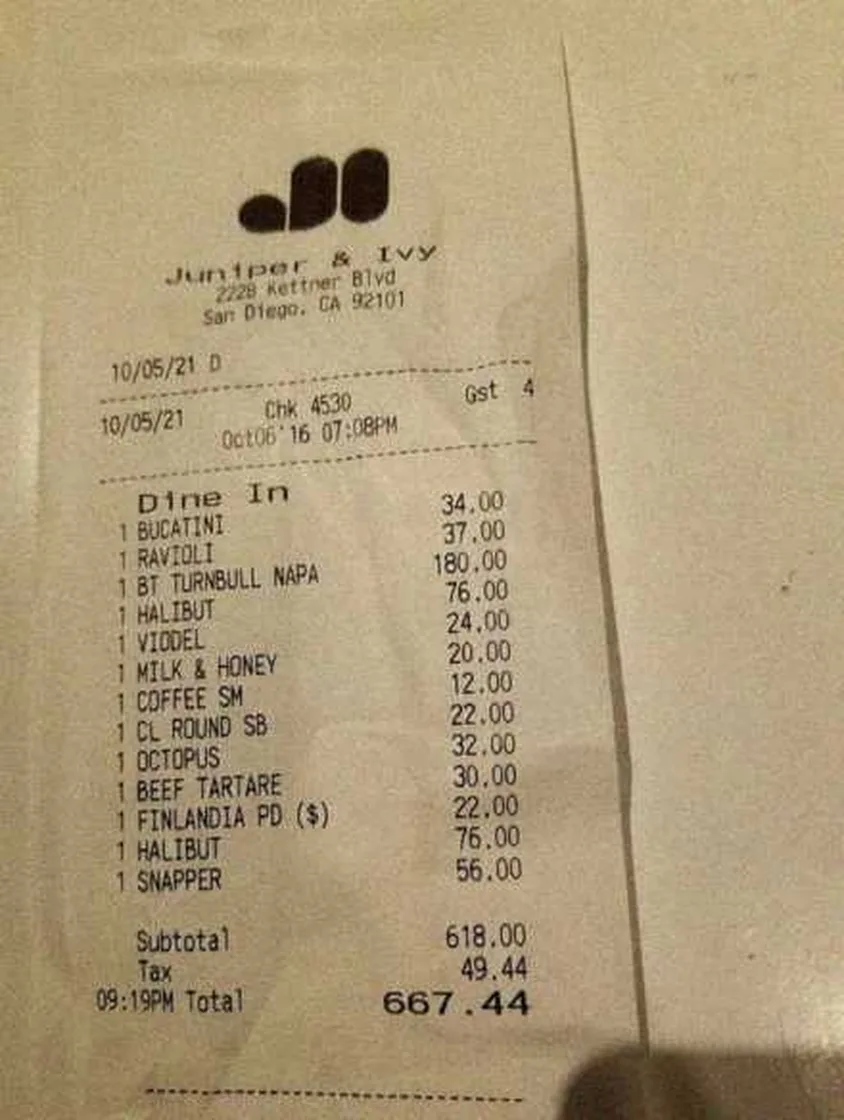 Juniper & Ivy
2228 Kettner Blvd
San Diego, CA 92101
10/05/21 D
Chk 4530 Gst 4
10/05/21 Oct06'16 07:08PM
Dine In
1 BUCATINI 34.00
1 RAVIOLI 37.00
1 BT TURNBULL NAPA 180.00
1 HALIBUT 76.00
1 VIODEL 24.00
1 MILK & HONEY 20.00
1 COFFEE SM 12.00
1 CL ROUND SB 22.00
1 OCTOPUS 32.00
1 BEEF TARTARE 30.00
1 FINLANDIA PD ($) 22.00
1 HALIBUT 76.00
1 SNAPPER 56.00
Subtotal 618.00
Tax 49.44
09:19PM Total 667.44